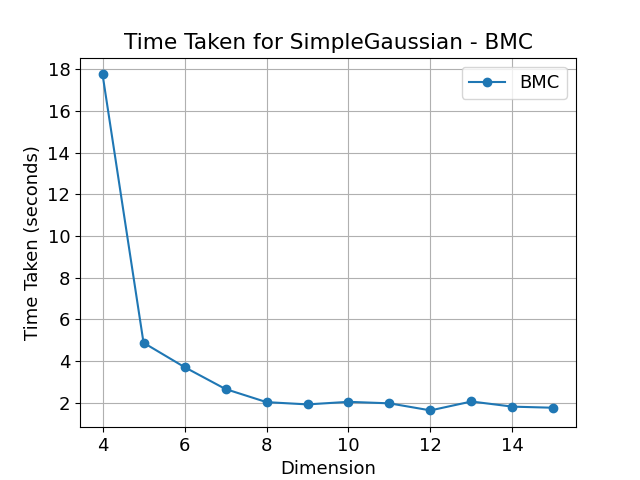 Time Taken for SimpleGaussian - BMC
BMC
Time Taken (seconds)
18
16
14
12
10
8
6
4
2
4 6 8 10 12 14
Dimension